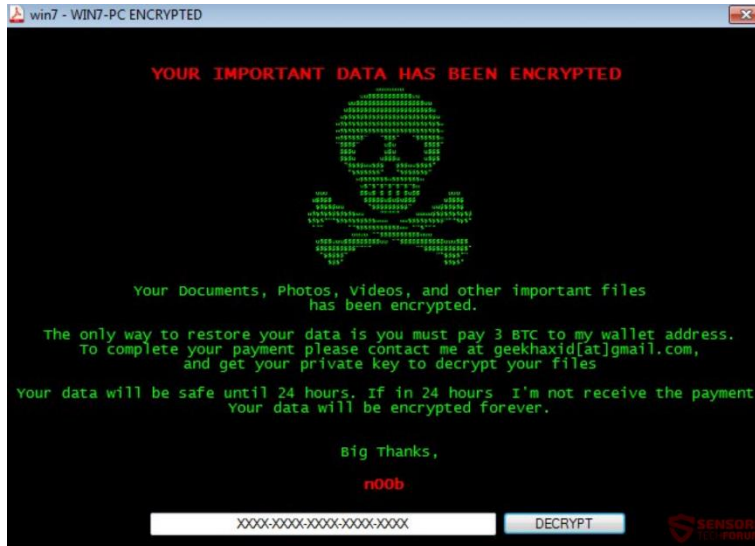 win7 - WIN7-PC ENCRYPTED
YOUR IMPORTANT DATA HAS BEEN ENCRYPTED
Your Documents, Photos, Videos, and other important files
has been encrypted.
The only way to restore your data is you must pay 3 BTC to my wallet address.
To complete your payment please contact me at geekhaxid[at]gmail.com,
and get your private key to decrypt your files
Your data will be safe until 24 hours. If in 24 hours I'm not receive the payment
Your data will be encrypted forever.
Big Thanks,
n00b
XXXX-XXXX-XXXX-XXXX-XXXX
DECRYPT
SENSORS
TECHFORUM